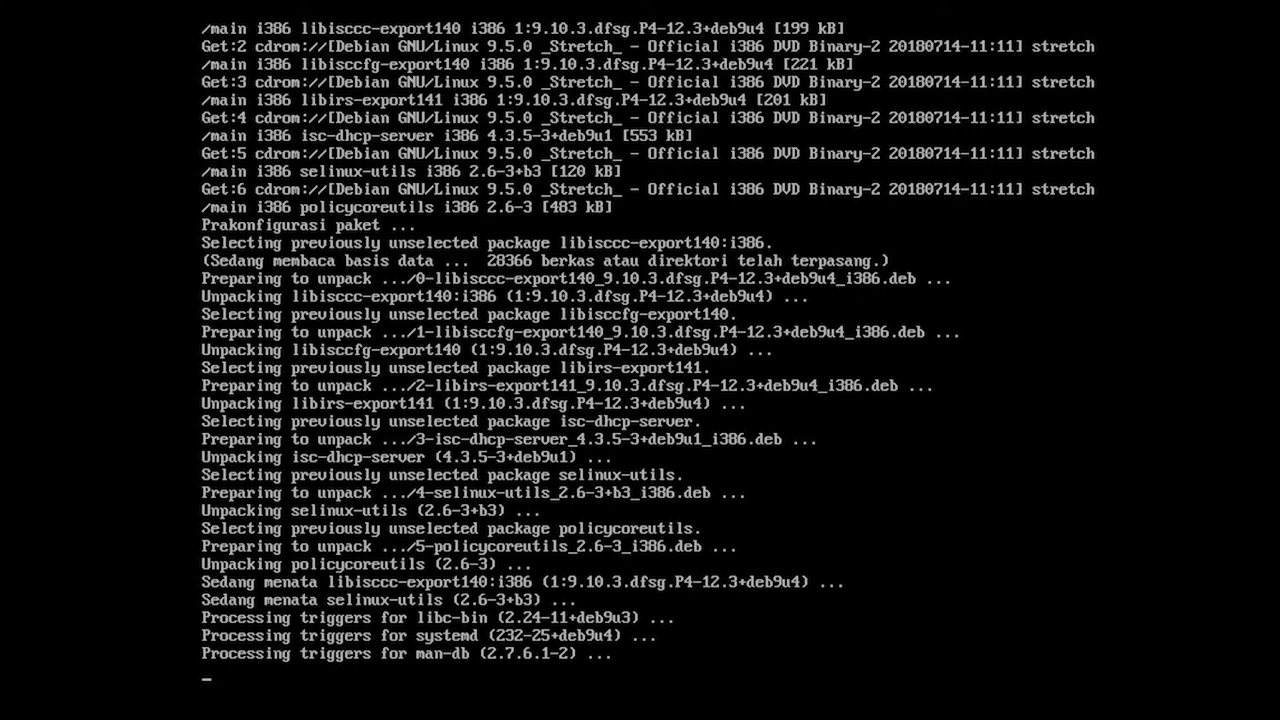 /main i386 libisccc-export140 i386 1:9.10.3.dfsg.P4-12.3+deb9u4 [199 kB]
Get:2 cdrom://[Debian GNU/Linux 9.5.0 _Stretch_ - Official i386 DVD Binary-2 20180714-11:11] stretch
/main i386 libisccfg-export140 i386 1:9.10.3.dfsg.P4-12.3+deb9u4 [221 kB]
Get:3 cdrom://[Debian GNU/Linux 9.5.0 _Stretch_ - Official i386 DVD Binary-2 20180714-11:11] stretch
/main i386 libirs-export141 i386 1:9.10.3.dfsg.P4-12.3+deb9u4 [201 kB]
Get:4 cdrom://[Debian GNU/Linux 9.5.0 _Stretch_ - Official i386 DVD Binary-2 20180714-11:11] stretch
/main i386 isc-dhcp-server i386 4.3.5-3+deb9u1 [553 kB]
Get:5 cdrom://[Debian GNU/Linux 9.5.0 _Stretch_ - Official i386 DVD Binary-2 20180714-11:11] stretch
/main i386 selinux-utils i386 2.6-3+b3 [120 kB]
Get:6 cdrom://[Debian GNU/Linux 9.5.0 _Stretch_ - Official i386 DVD Binary-2 20180714-11:11] stretch
/main i386 policycoreutils i386 2.6-3 [483 kB]
Prakonfigurasi paket ...
Selecting previously unselected package libisccc-export140:i386.
(Sedang membaca basis data ...  28366 berkas atau direktori telah terpasang.)
Preparing to unpack .../0-libisccc-export140_9.10.3.dfsg.P4-12.3+deb9u4_i386.deb ...
Unpacking libisccc-export140:i386 (1:9.10.3.dfsg.P4-12.3+deb9u4) ...
Selecting previously unselected package libisccfg-export140.
Preparing to unpack .../1-libisccfg-export140_9.10.3.dfsg.P4-12.3+deb9u4_i386.deb ...
Unpacking libisccfg-export140 (1:9.10.3.dfsg.P4-12.3+deb9u4) ...
Selecting previously unselected package libirs-export141.
Preparing to unpack .../2-libirs-export141_9.10.3.dfsg.P4-12.3+deb9u4_i386.deb ...
Unpacking libirs-export141 (1:9.10.3.dfsg.P4-12.3+deb9u4) ...
Selecting previously unselected package isc-dhcp-server.
Preparing to unpack .../3-isc-dhcp-server_4.3.5-3+deb9u1_i386.deb ...
Unpacking isc-dhcp-server (4.3.5-3+deb9u1) ...
Selecting previously unselected package selinux-utils.
Preparing to unpack .../4-selinux-utils_2.6-3+b3_i386.deb ...
Unpacking selinux-utils (2.6-3+b3) ...
Selecting previously unselected package policycoreutils.
Preparing to unpack .../5-policycoreutils_2.6-3_i386.deb ...
Unpacking policycoreutils (2.6-3) ...
Sedang menata libisccc-export140:i386 (1:9.10.3.dfsg.P4-12.3+deb9u4) ...
Sedang menata selinux-utils (2.6-3+b3) ...
Processing triggers for libc-bin (2.24-11+deb9u3) ...
Processing triggers for systemd (232-25+deb9u4) ...
Processing triggers for man-db (2.7.6.1-2) ...